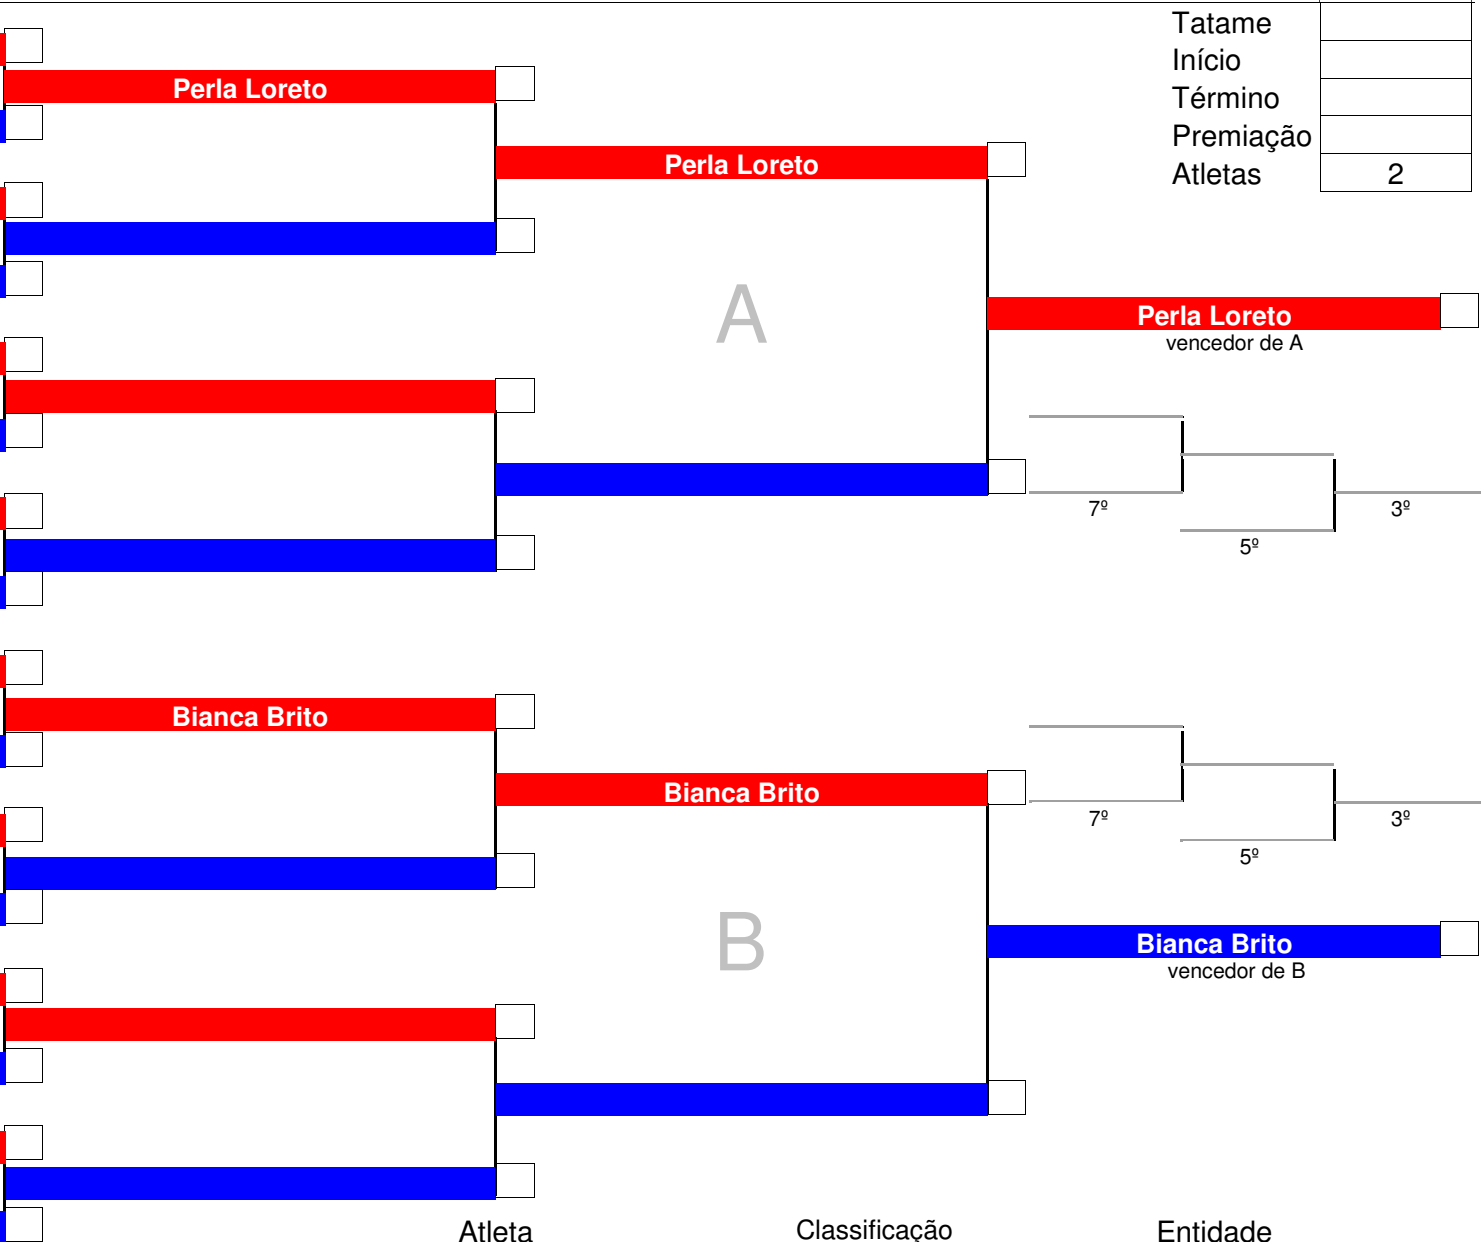 Tatame
Início
Término
Premiação
Atletas 2
Perla Loreto
Perla Loreto
A
Perla Loreto
vencedor de A
7º
3º
5º
Bianca Brito
Bianca Brito
7º
3º
5º
B
Bianca Brito
vencedor de B
Atleta Classificação Entidade